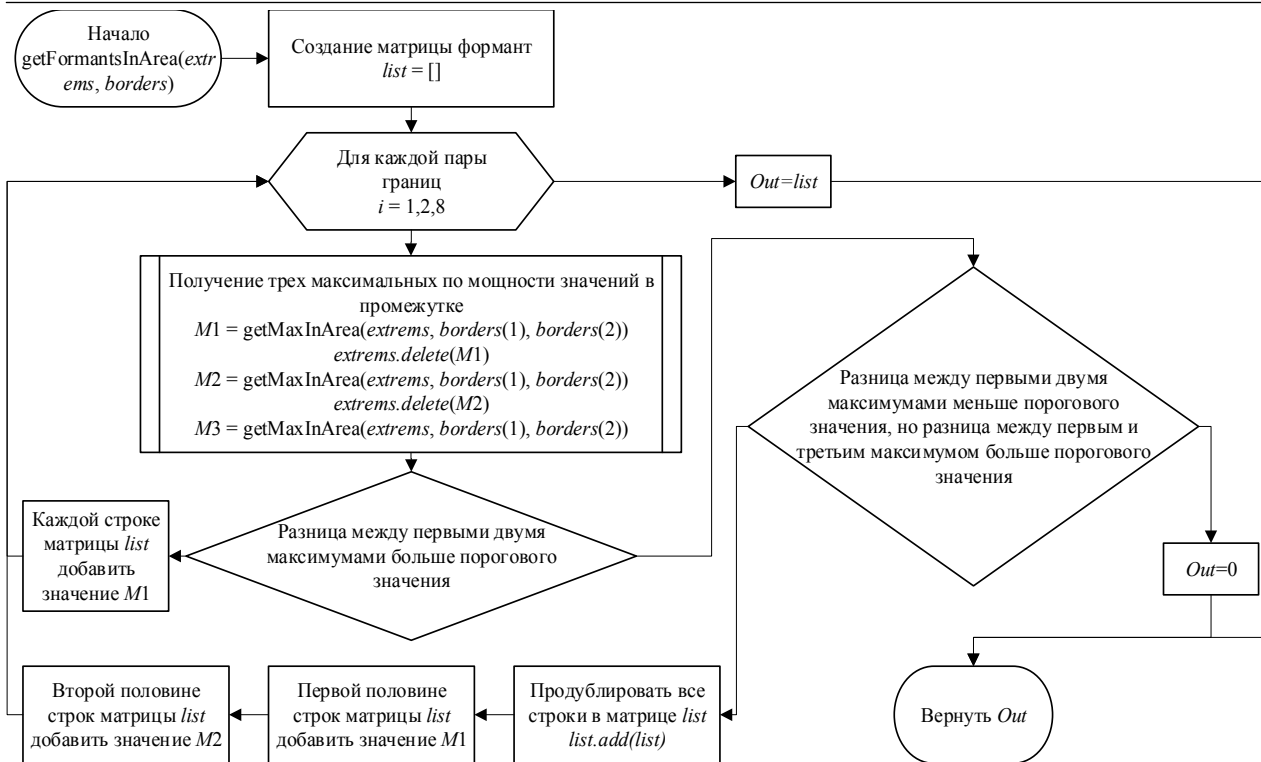 Начало
getFormantsInArea(extr
ems, borders)
Создание матрицы формант
list = []
Для каждой пары
границ
i = 1,2,8
Out=list
Получение трех максимальных по мощности значений в
промежутке
M1 = getMaxInArea(extrems, borders(1), borders(2))
extrems.delete(M1)
M2 = getMaxInArea(extrems, borders(1), borders(2))
extrems.delete(M2)
M3 = getMaxInArea(extrems, borders(1), borders(2))
Разница между первыми двумя
максимумами меньше порогового
значения, но разница между первым и
третьим максимумом больше порогового
значения
Каждой строке
матрицы list
добавить
значение M1
Разница между первыми двумя
максимумами больше порогового
значения
Out=0
Второй половине
строк матрицы list
добавить значение M2
Первой половине
строк матрицы list
добавить значение M1
Продублировать все
строки в матрице list
list.add(list)
Вернуть Out